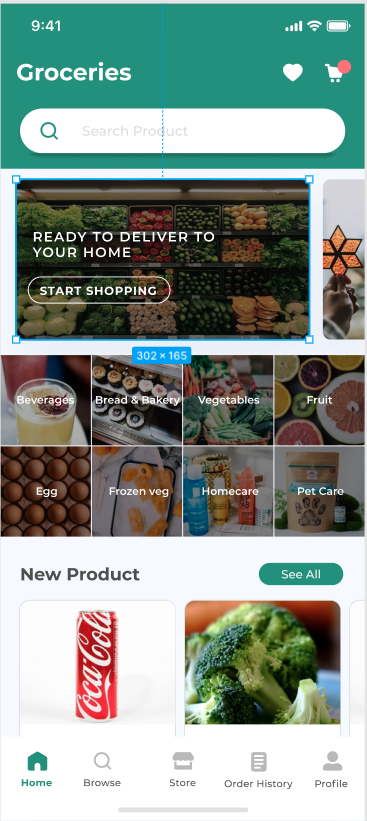 9:41
Groceries
Search Product
READY TO DELIVER TO
YOUR HOME
START SHOPPING
302 × 165
Beverages
Bread & Bakery
Vegetables
Fruit
Egg
Frozen veg
Homecare
Pet Care
New Product
See All
Coca-Cola
Home
Browse
Store
Order History
Profile